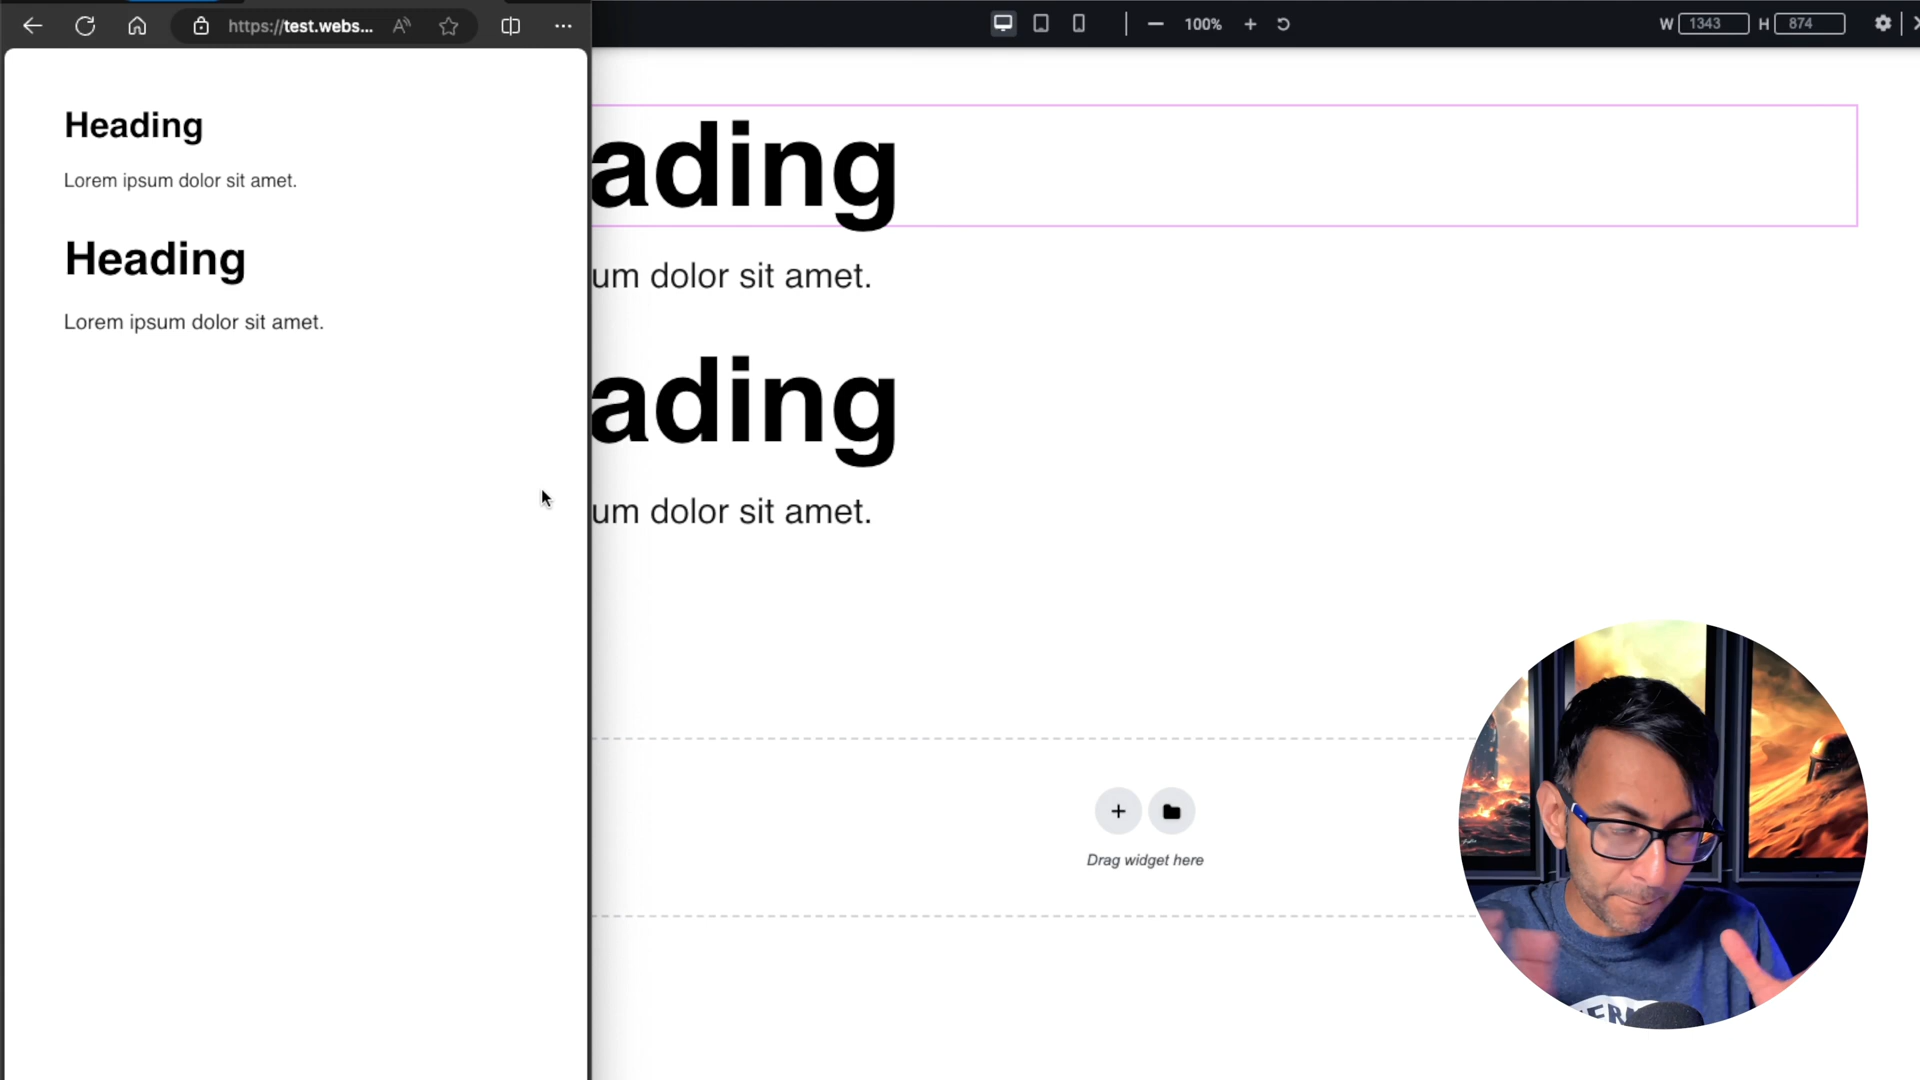 https://test.webs...
100%
W 1343 H 874
Heading
Lorem ipsum dolor sit amet.
Heading
Lorem ipsum dolor sit amet.
ading
um dolor sit amet.
ading
um dolor sit amet.
Drag widget here